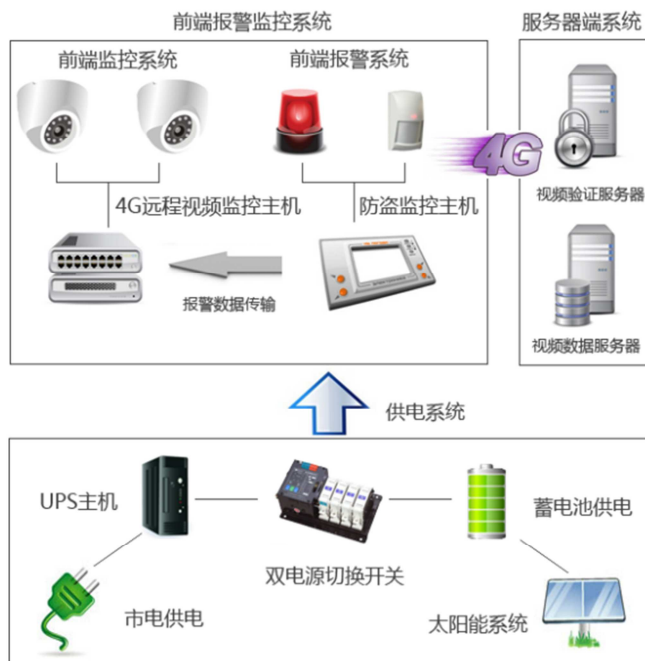 前端报警监控系统
服务器端系统
前端监控系统
前端报警系统
4G
视频验证服务器
4G远程视频监控主机
防盗监控主机
报警数据传输
视频数据服务器
供电系统
UPS主机
蓄电池供电
双电源切换开关
市电供电
太阳能系统